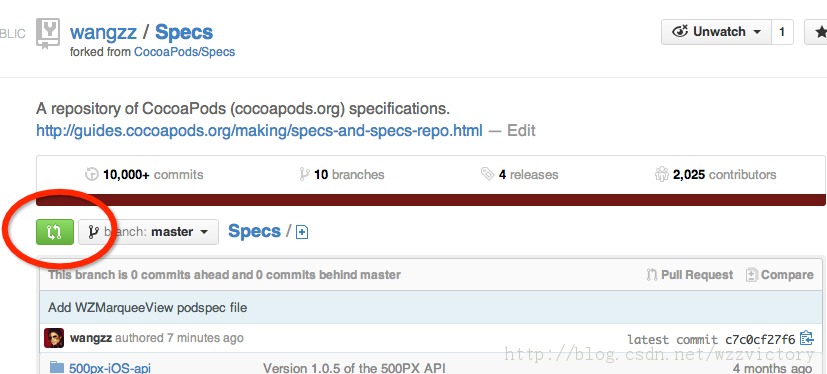 BLIC wangzz / Specs Unwatch 1
forked from CocoaPods/Specs
A repository of CocoaPods (cocoapods.org) specifications.
http://guides.cocoapods.org/making/specs-and-specs-repo.html — Edit
10,000+ commits 10 branches 4 releases 2,025 contributors
branch: master Specs /
This branch is 0 commits ahead and 0 commits behind master Pull Request Compare
Add WZMarqueeView podspec file
wangzz authored 7 minutes ago latest commit c7c0cf27f6
http://blog.csdn.net/wzzvictory
500px-iOS-api Version 1.0.5 of the 500PX API 4 months ago